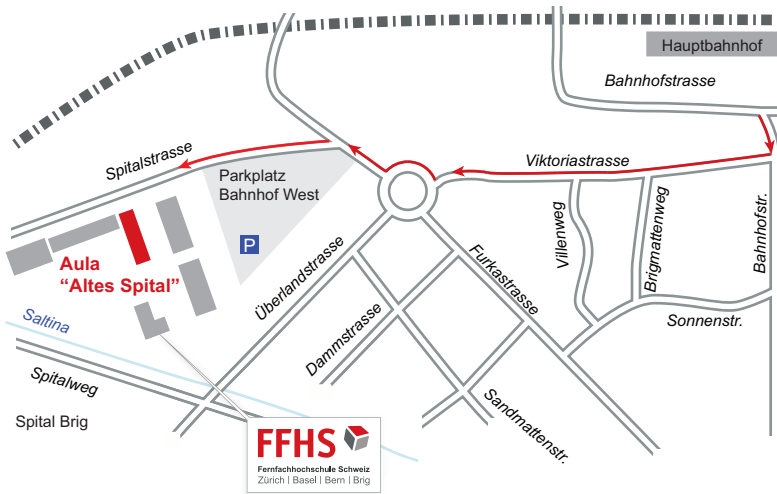 Hauptbahnhof
Bahnhofstrasse
Spitalstrasse
Viktoriastrasse
Parkplatz
Bahnhof West
P
Villenweg
Brigmattenweg
Bahnhofstr.
Aula
“Altes Spital”
Überlandstrasse
Furkastrasse
Saltina
Dammstrasse
Sonnenstr.
Spitalweg
Sandmattenstr.
Spital Brig
FFHS
Fernfachhochschule Schweiz
Zürich | Basel | Bern | Brig